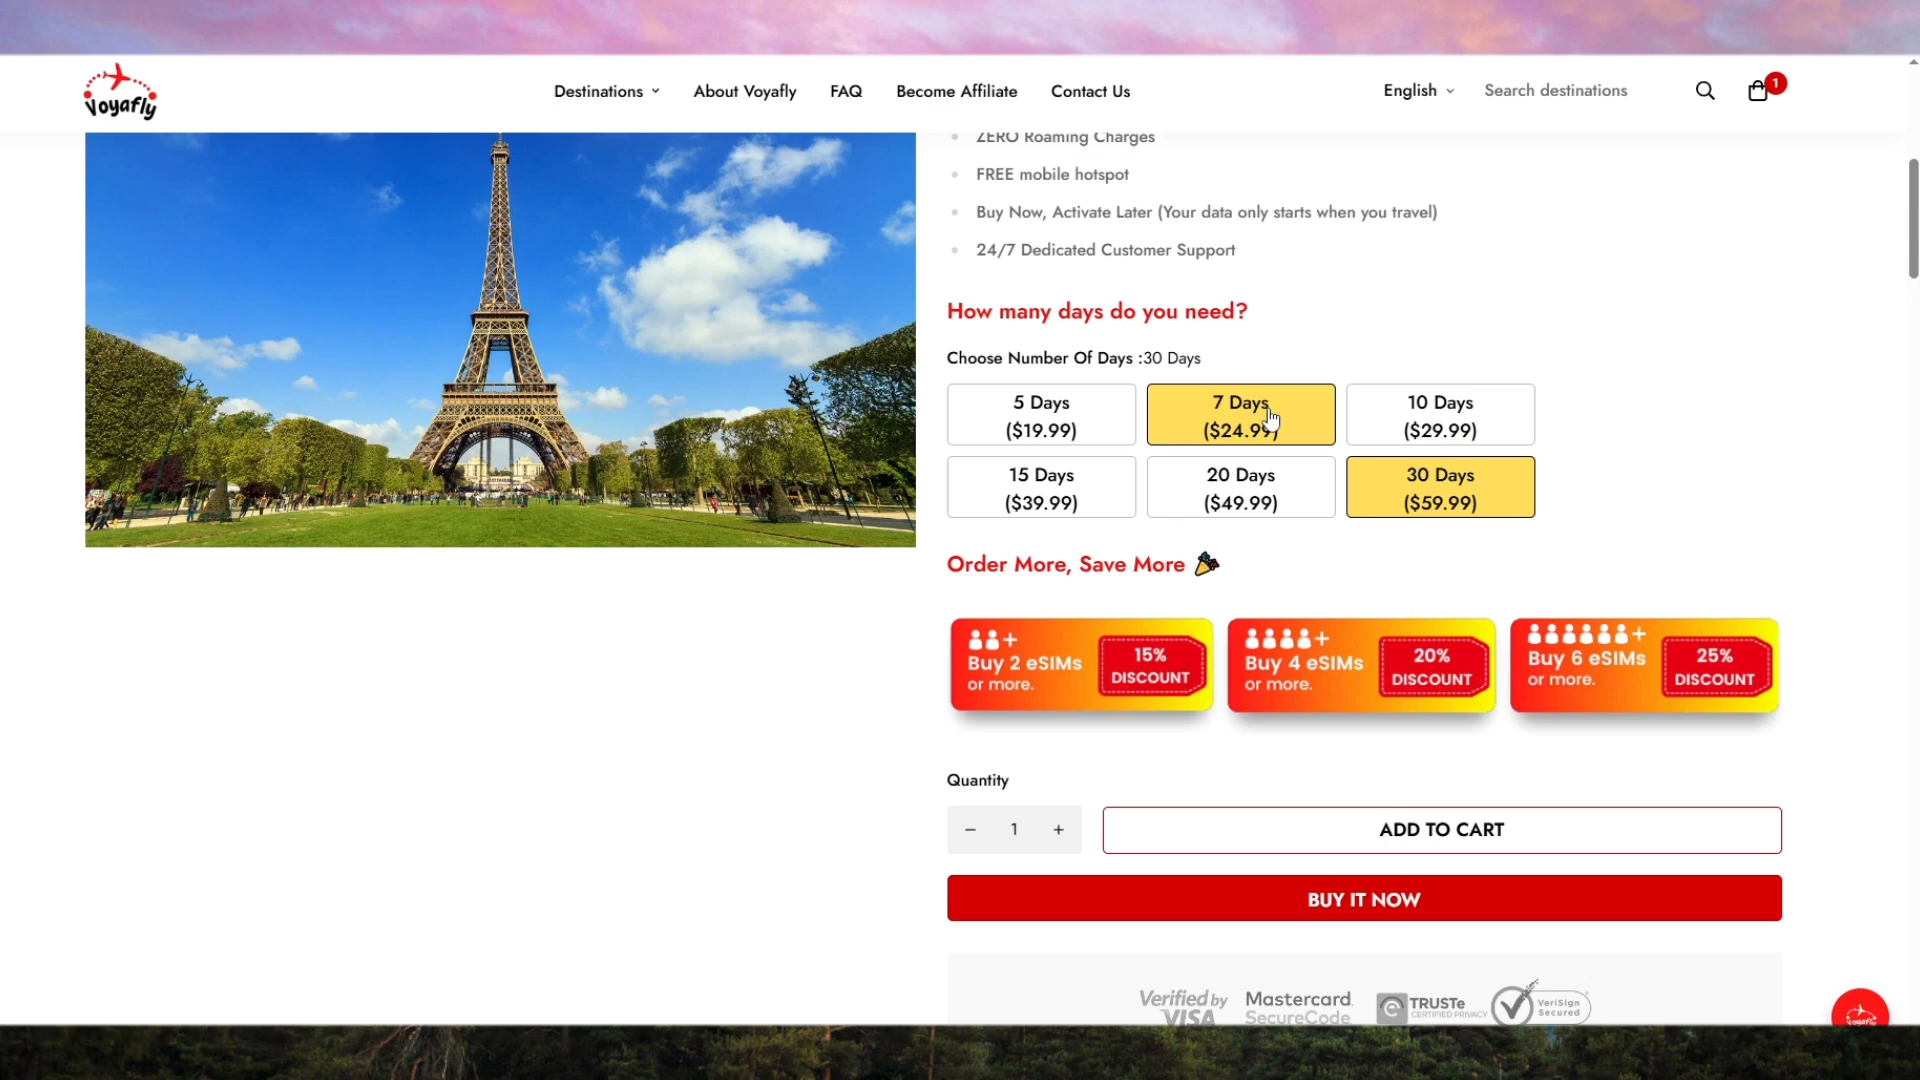 Voyafly
Destinations
About Voyafly
FAQ
Become Affiliate
Contact Us
English
Search destinations
1
ZERO Roaming Charges
FREE mobile hotspot
Buy Now, Activate Later (Your data only starts when you travel)
24/7 Dedicated Customer Support
How many days do you need?
Choose Number Of Days :30 Days
5 Days
($19.99)
7 Days
($24.99)
10 Days
($29.99)
15 Days
($39.99)
20 Days
($49.99)
30 Days
($59.99)
Order More, Save More
Buy 2 eSIMs
or more.
15%
DISCOUNT
Buy 4 eSIMs
or more.
20%
DISCOUNT
Buy 6 eSIMs
or more.
25%
DISCOUNT
Quantity
− 1 +
ADD TO CART
BUY IT NOW
Verified by
VISA
Mastercard.
SecureCode.
TRUSTe
CERTIFIED PRIVACY
VeriSign
Secured
Voyafly